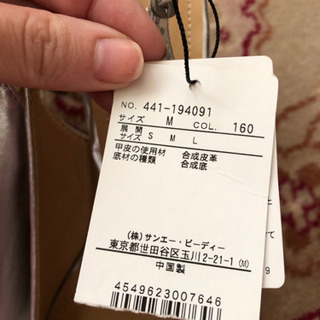 NO. 441-194091
サイズ M COL. 160
展開サイズ S M L
甲皮の使用材 合成皮革
底材の種類 合成底
(株) サンエー・ビーディー
東京都世田谷区玉川2-21-1 (M)
中国製
4549623007646